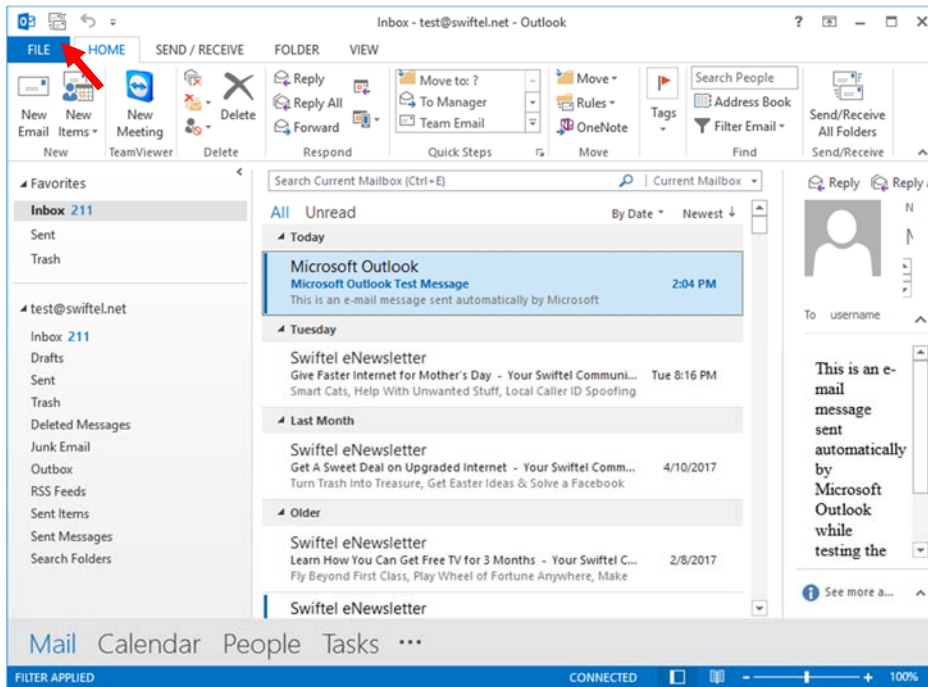 Inbox - test@swiftel.net - Outlook
FILE HOME SEND / RECEIVE FOLDER VIEW
New Email
New Items
New
New Meeting
TeamViewer
Delete
Delete
Reply
Reply All
Forward
Respond
Move to: ?
To Manager
Team Email
Quick Steps
Move
Rules
OneNote
Move
Tags
Search People
Address Book
Filter Email
Find
Send/Receive
All Folders
Send/Receive
Favorites
Inbox 211
Sent
Trash
test@swiftel.net
Inbox 211
Drafts
Sent
Trash
Deleted Messages
Junk Email
Outbox
RSS Feeds
Sent Items
Sent Messages
Search Folders
Search Current Mailbox (Ctrl+E) Current Mailbox
All Unread By Date Newest
Today
Microsoft Outlook
Microsoft Outlook Test Message 2:04 PM
This is an e-mail message sent automatically by Microsoft
Tuesday
Swiftel eNewsletter
Give Faster Internet for Mother's Day - Your Swiftel Communi... Tue 8:16 PM
Smart Cats, Help With Unwanted Stuff, Local Caller ID Spoofing
Last Month
Swiftel eNewsletter
Get A Sweet Deal on Upgraded Internet - Your Swiftel Comm... 4/10/2017
Turn Trash Into Treasure, Get Easter Ideas & Solve a Facebook
Older
Swiftel eNewsletter
Learn How You Can Get Free TV for 3 Months - Your Swiftel C... 2/8/2017
Fly Beyond First Class, Play Wheel of Fortune Anywhere, Make
Swiftel eNewsletter
Reply Reply A
N
N
To username
This is an e-
mail
message
sent
automatically
by
Microsoft
Outlook
while
testing the
See more a...
Mail Calendar People Tasks ...
FILTER APPLIED CONNECTED 100%